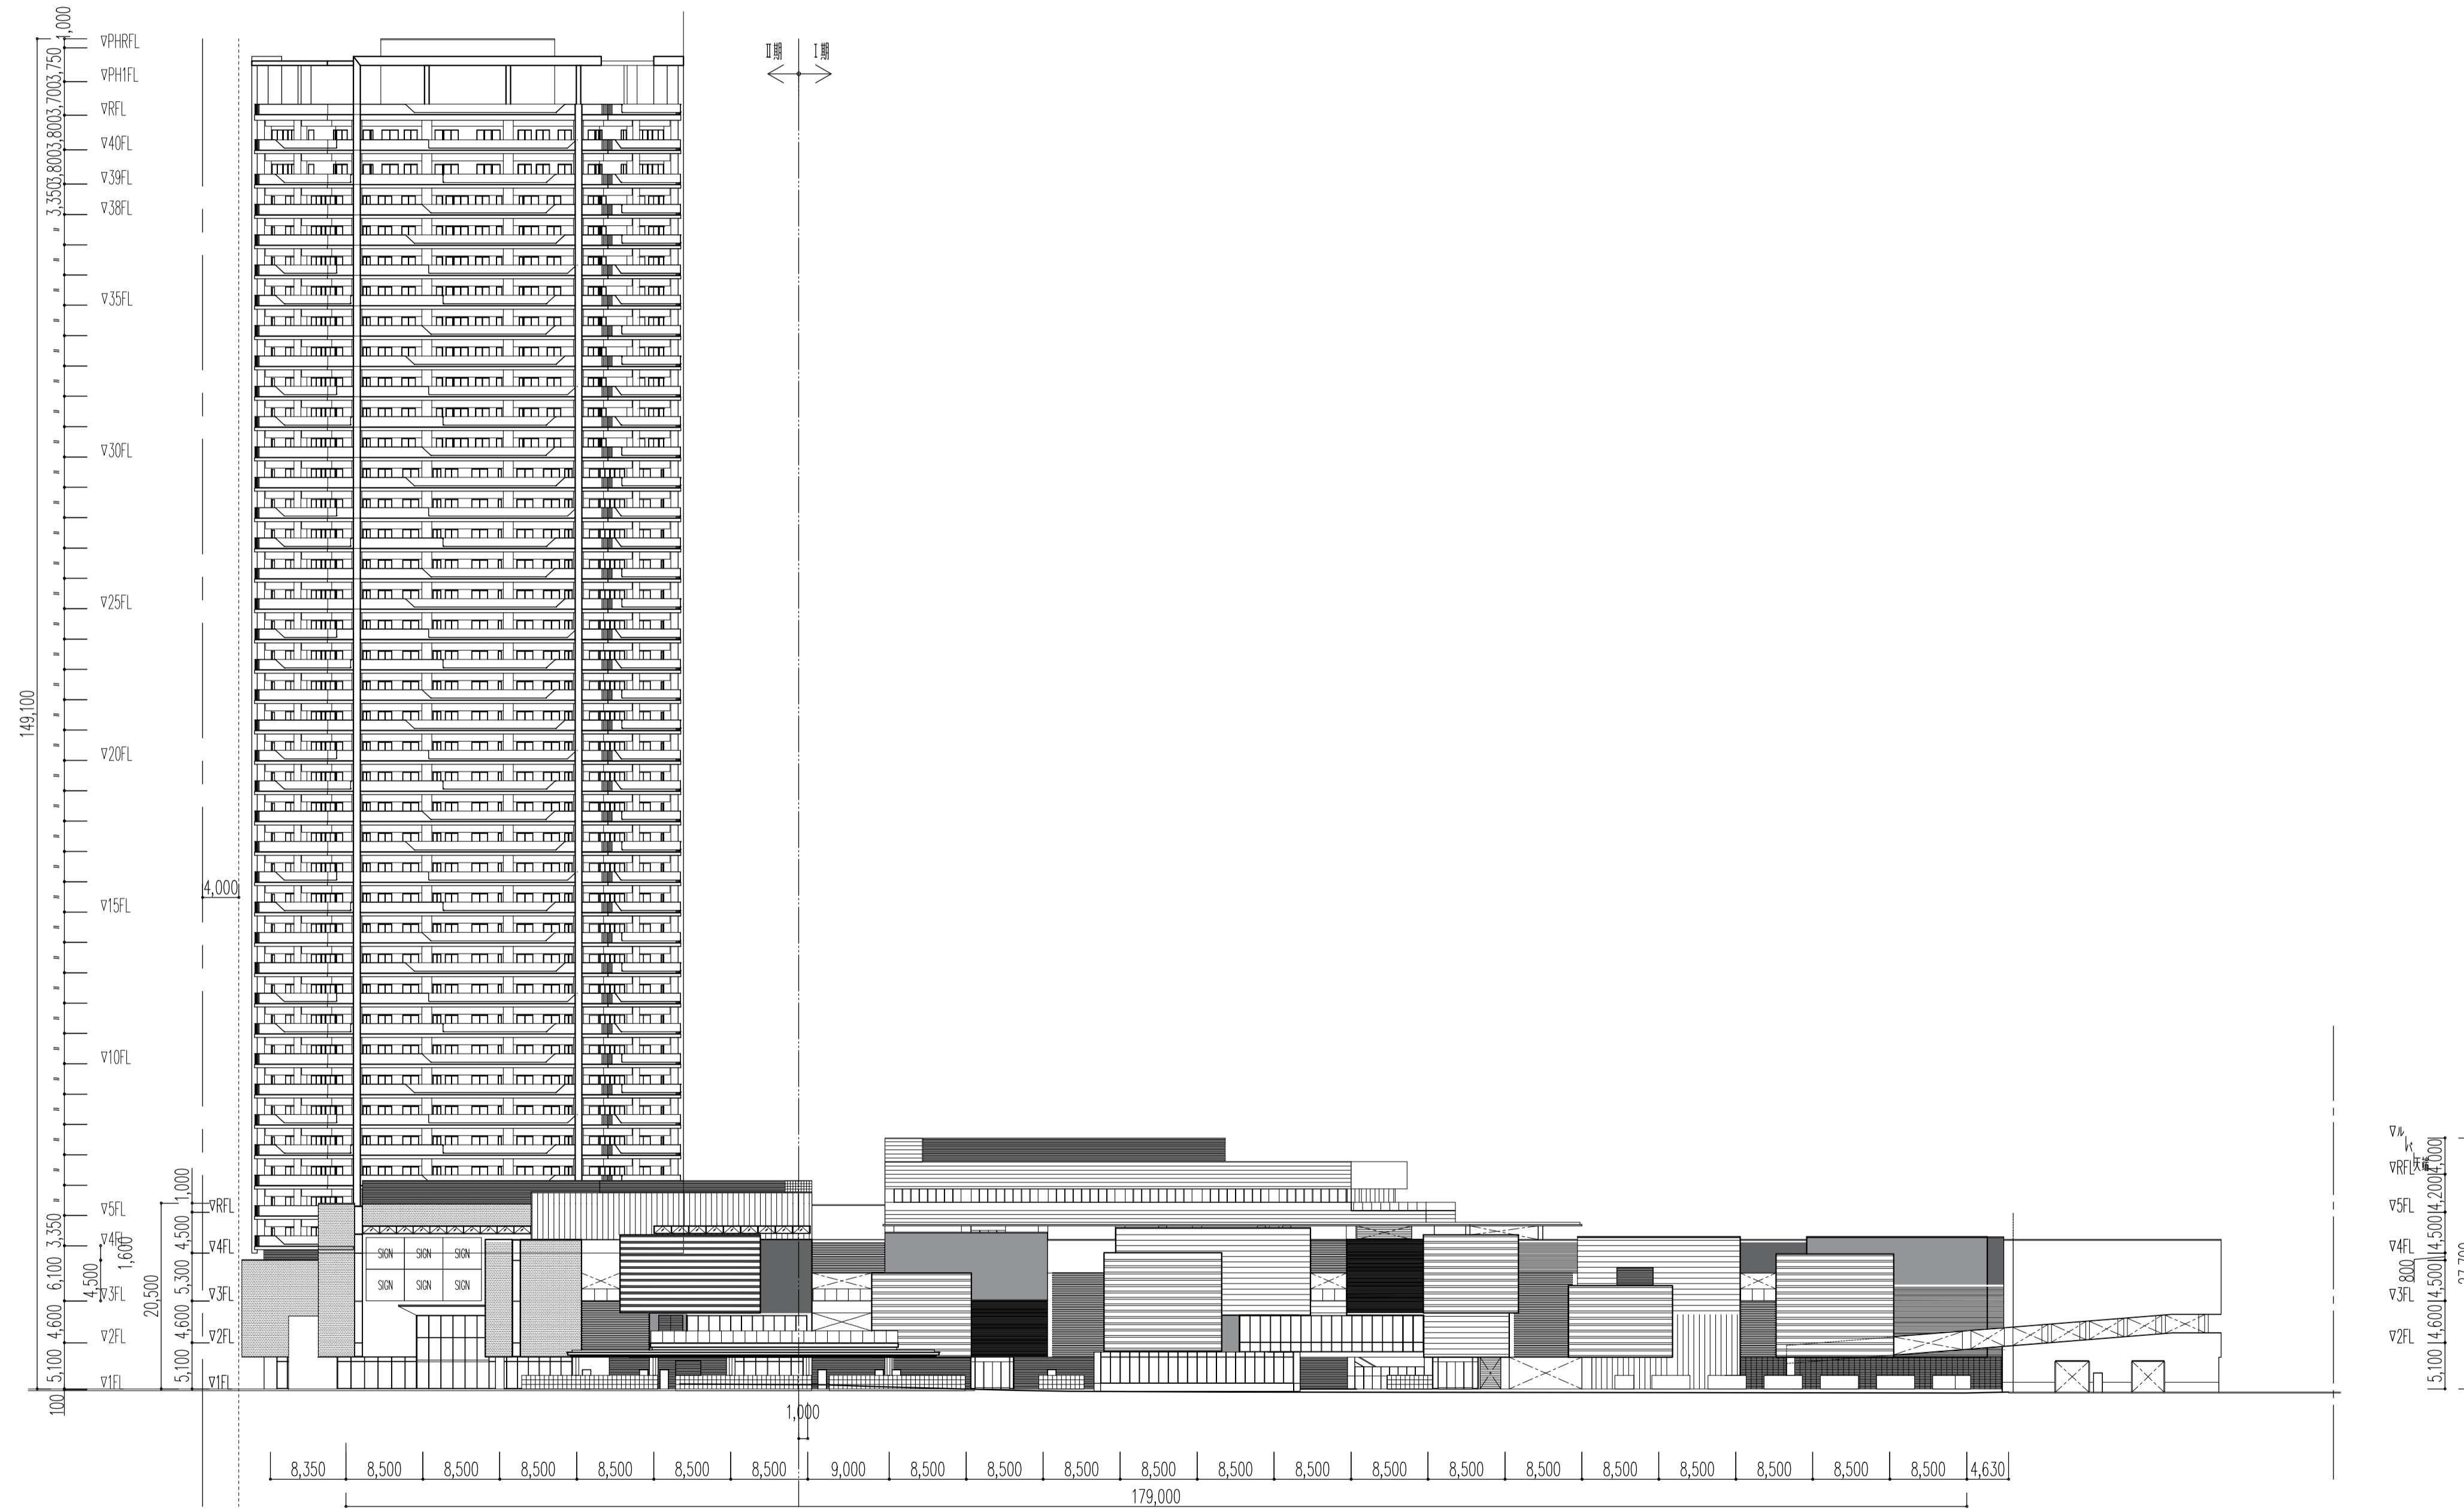 1,000
3,750
3,700
3,800
3,800
3,350
〃
149,100
▽PHRFL
▽PH1FL
▽RFL
▽40FL
▽39FL
▽38FL
▽35FL
▽30FL
▽25FL
▽20FL
▽15FL
▽10FL
▽5FL
▽4FL
▽3FL
▽2FL
▽1FL
3,350
6,100
4,600
5,100
100
4,500
1,600
20,500
1,000
4,500
5,300
4,600
5,100
▽RFL
▽4FL
▽3FL
▽2FL
▽1FL
4,000
Ⅱ期 Ⅰ期
SIGN SIGN SIGN
SIGN SIGN SIGN
1,000
8,350 8,500 8,500 8,500 8,500 8,500 8,500 9,000 8,500 8,500 8,500 8,500 8,500 8,500 8,500 8,500 8,500 8,500 8,500 8,500 8,500 8,500 4,630
179,000
▽RFL
▽5FL
▽4FL
▽3FL
▽2FL
4,000
4,200
4,500
800
4,500
4,600
5,100